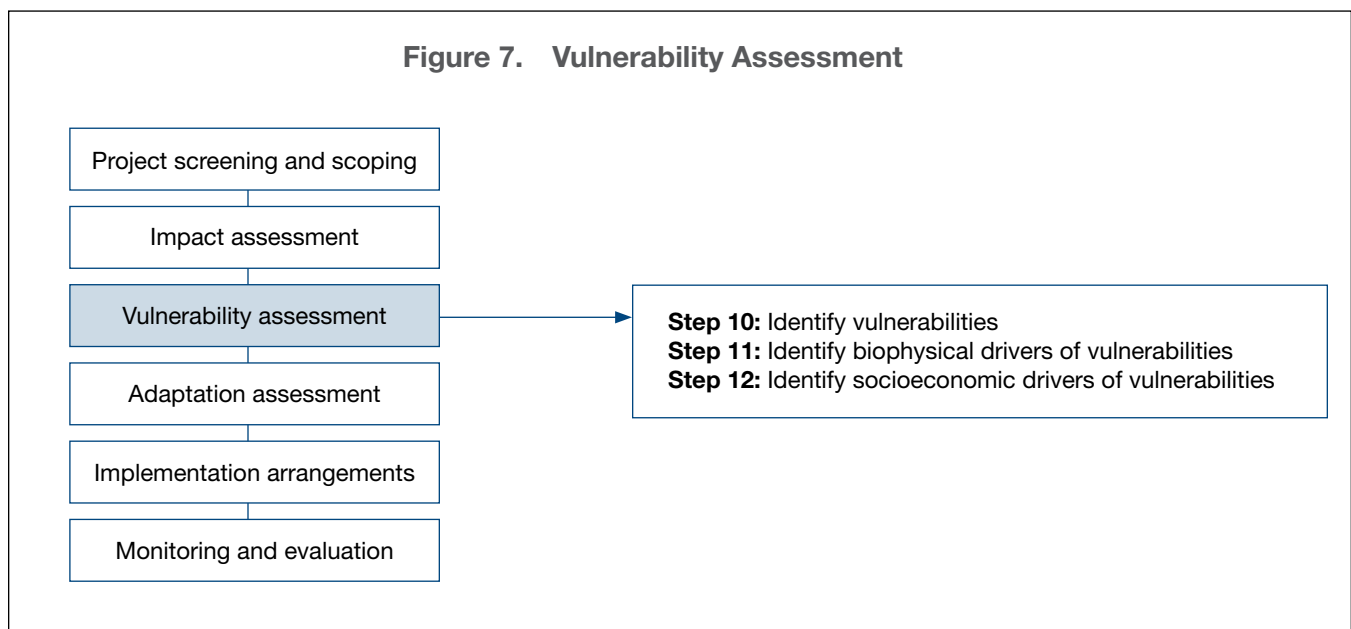 Figure 7. Vulnerability Assessment
Project screening and scoping
Impact assessment
Vulnerability assessment
Adaptation assessment
Implementation arrangements
Monitoring and evaluation
Step 10: Identify vulnerabilities
Step 11: Identify biophysical drivers of vulnerabilities
Step 12: Identify socioeconomic drivers of vulnerabilities